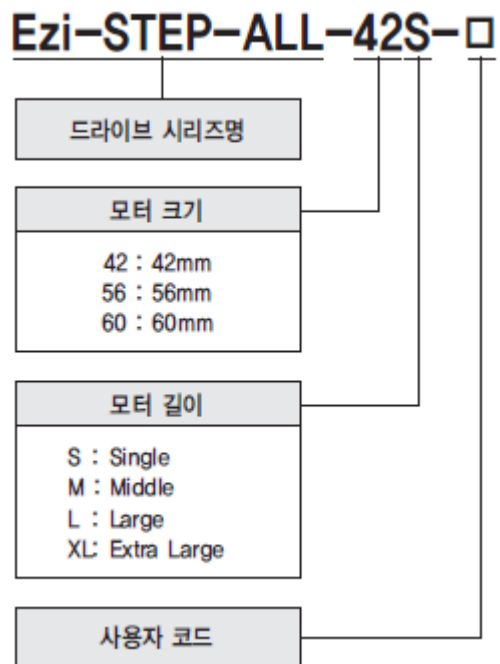 Ezi-STEP-ALL-42S-□
드라이브 시리즈명
모터 크기
42 : 42mm
56 : 56mm
60 : 60mm
모터 길이
S : Single
M : Middle
L : Large
XL: Extra Large
사용자 코드